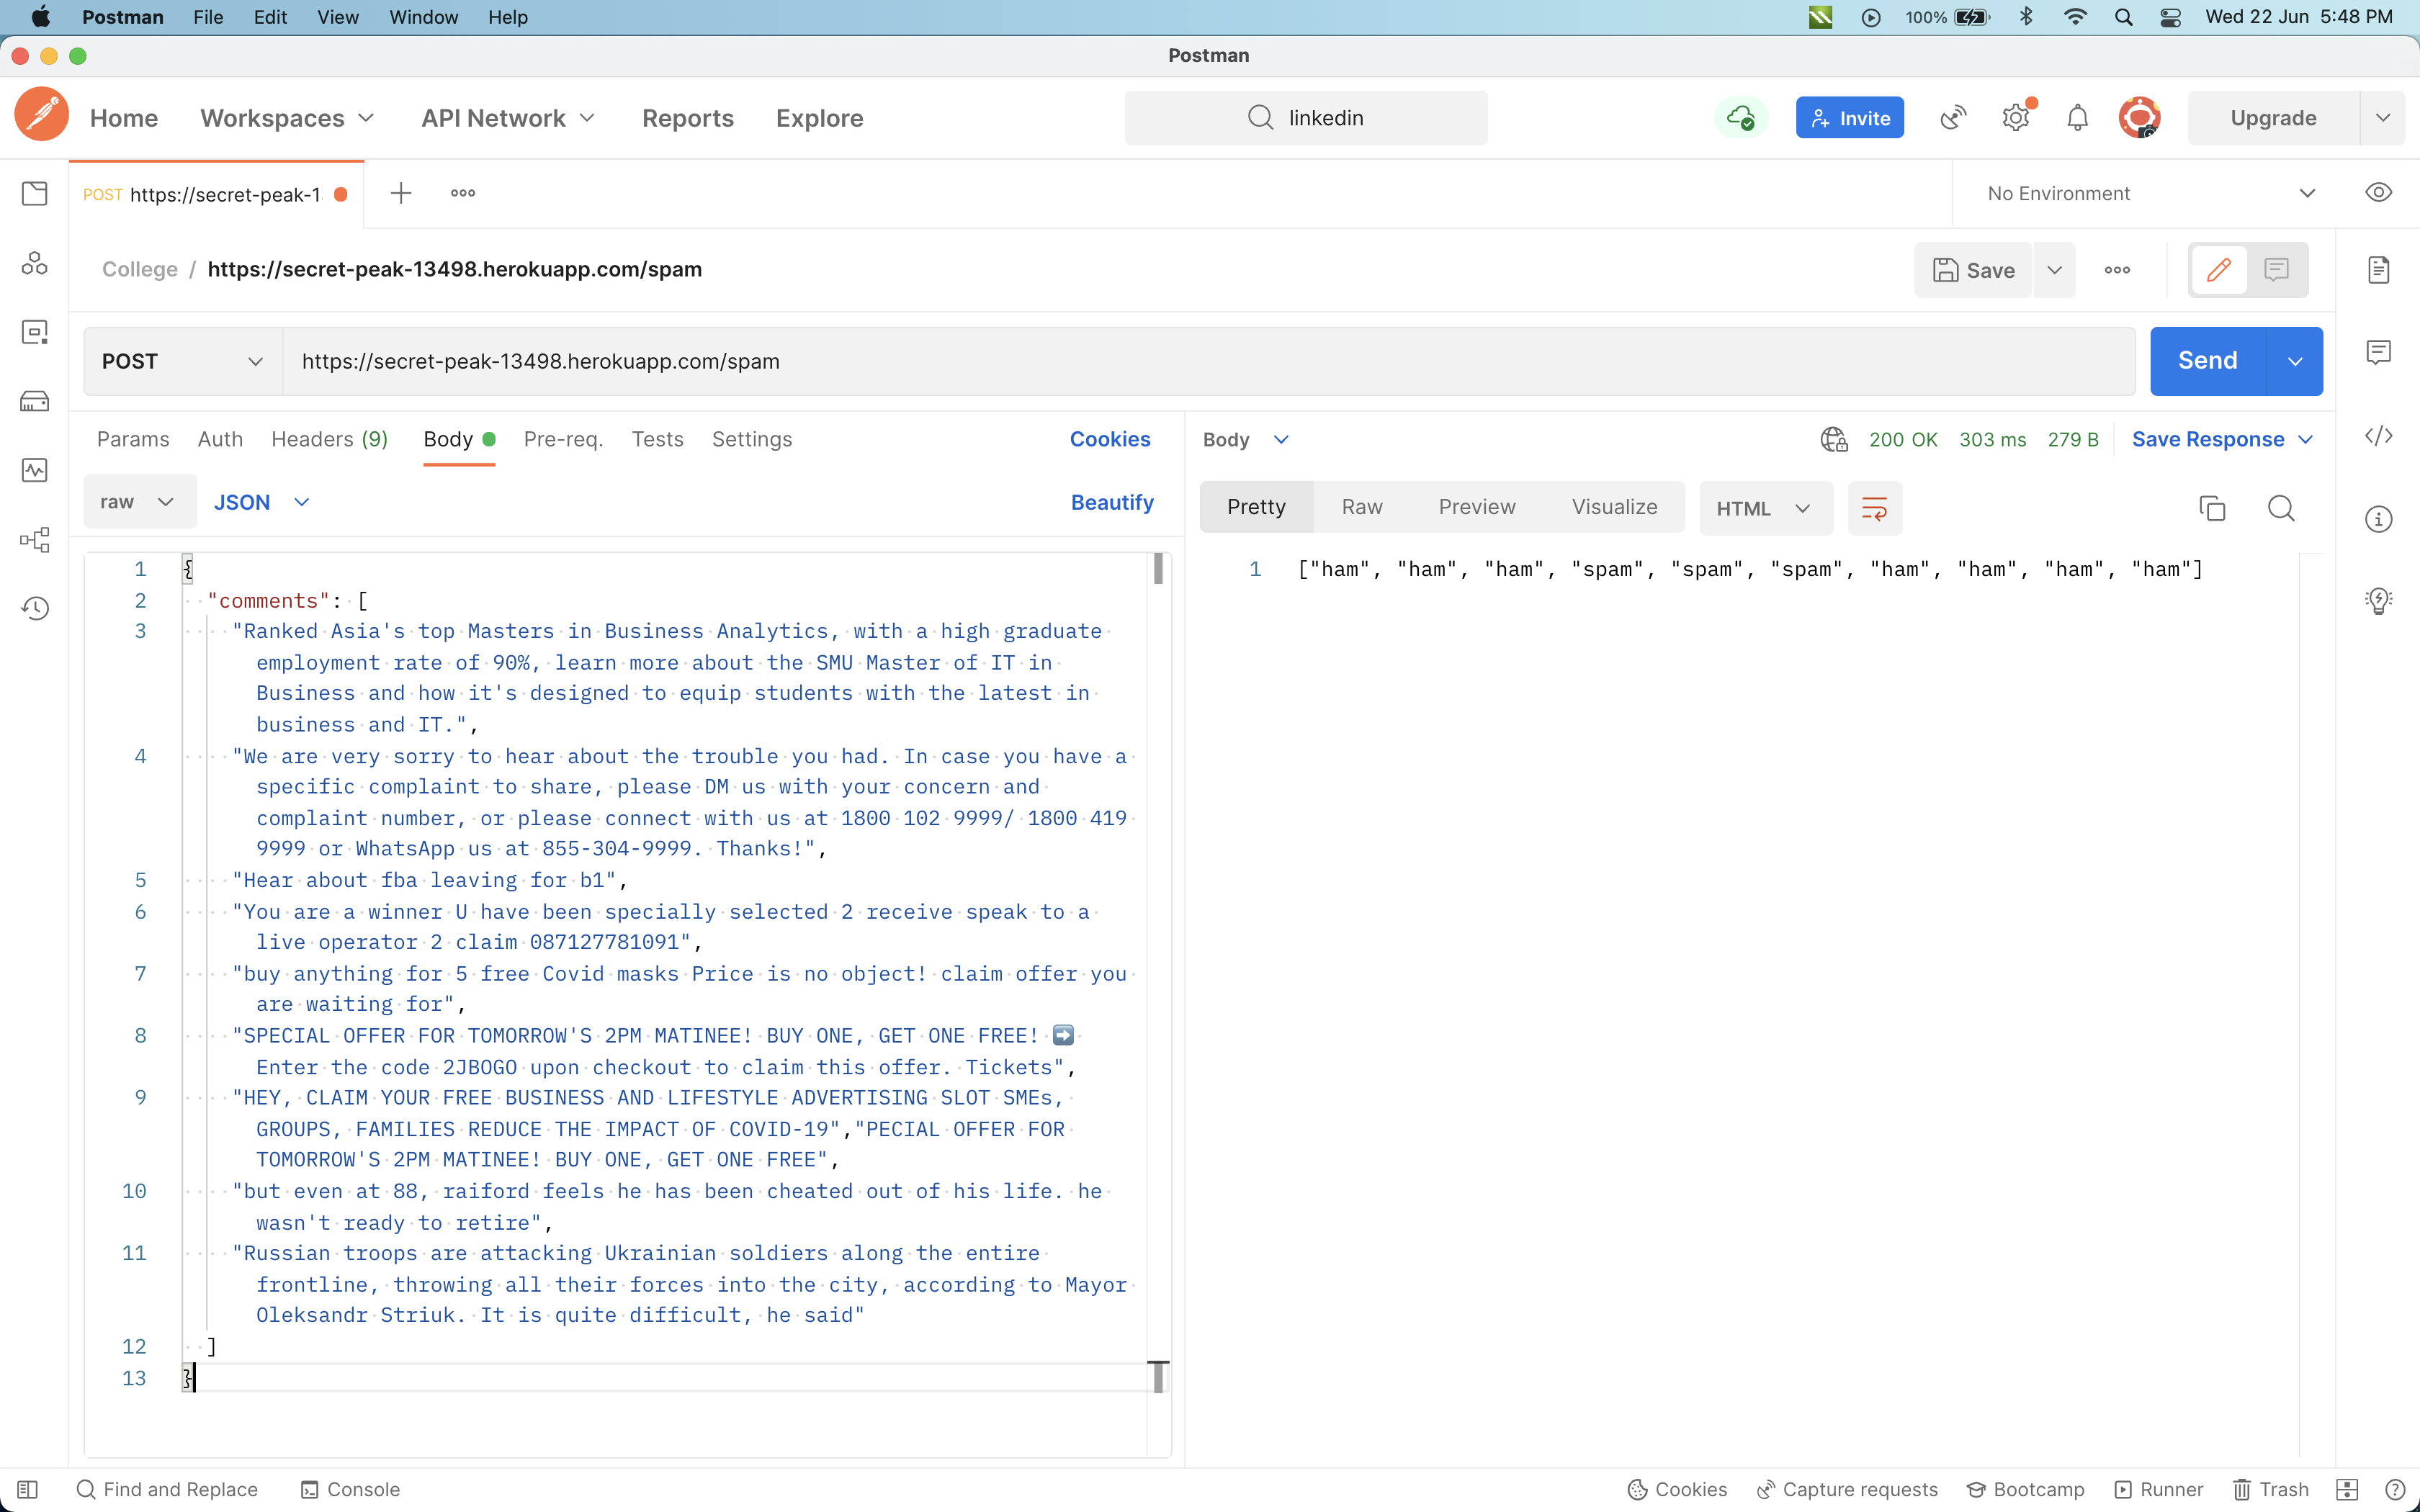 Postman File Edit View Window Help 100% Wed 22 Jun 5:48 PM
Postman
Home Workspaces API Network Reports Explore linkedin Invite Upgrade
POST https://secret-peak-1 No Environment
College / https://secret-peak-13498.herokuapp.com/spam Save
POST https://secret-peak-13498.herokuapp.com/spam Send
Params Auth Headers (9) Body Pre-req. Tests Settings Cookies
raw JSON Beautify
1 {
2 "comments": [
3 "Ranked Asia's top Masters in Business Analytics, with a high graduate
employment rate of 90%, learn more about the SMU Master of IT in
Business and how it's designed to equip students with the latest in
business and IT.",
4 "We are very sorry to hear about the trouble you had. In case you have a
specific complaint to share, please DM us with your concern and
complaint number, or please connect with us at 1800 102 9999/ 1800 419
9999 or WhatsApp us at 855-304-9999. Thanks!",
5 "Hear about fba leaving for b1",
6 "You are a winner U have been specially selected 2 receive speak to a
live operator 2 claim 087127781091",
7 "buy anything for 5 free Covid masks Price is no object! claim offer you
are waiting for",
8 "SPECIAL OFFER FOR TOMORROW'S 2PM MATINEE! BUY ONE, GET ONE FREE! ➡️
Enter the code 2JBOGO upon checkout to claim this offer. Tickets",
9 "HEY, CLAIM YOUR FREE BUSINESS AND LIFESTYLE ADVERTISING SLOT SMEs,
GROUPS, FAMILIES REDUCE THE IMPACT OF COVID-19","PECIAL OFFER FOR
TOMORROW'S 2PM MATINEE! BUY ONE, GET ONE FREE",
10 "but even at 88, raiford feels he has been cheated out of his life. he
wasn't ready to retire",
11 "Russian troops are attacking Ukrainian soldiers along the entire
frontline, throwing all their forces into the city, according to Mayor
Oleksandr Striuk. It is quite difficult, he said"
12 ]
13 }
Body 200 OK 303 ms 279 B Save Response
Pretty Raw Preview Visualize HTML
1 ["ham", "ham", "ham", "spam", "spam", "spam", "ham", "ham", "ham", "ham"]
Find and Replace Console Cookies Capture requests Bootcamp Runner Trash